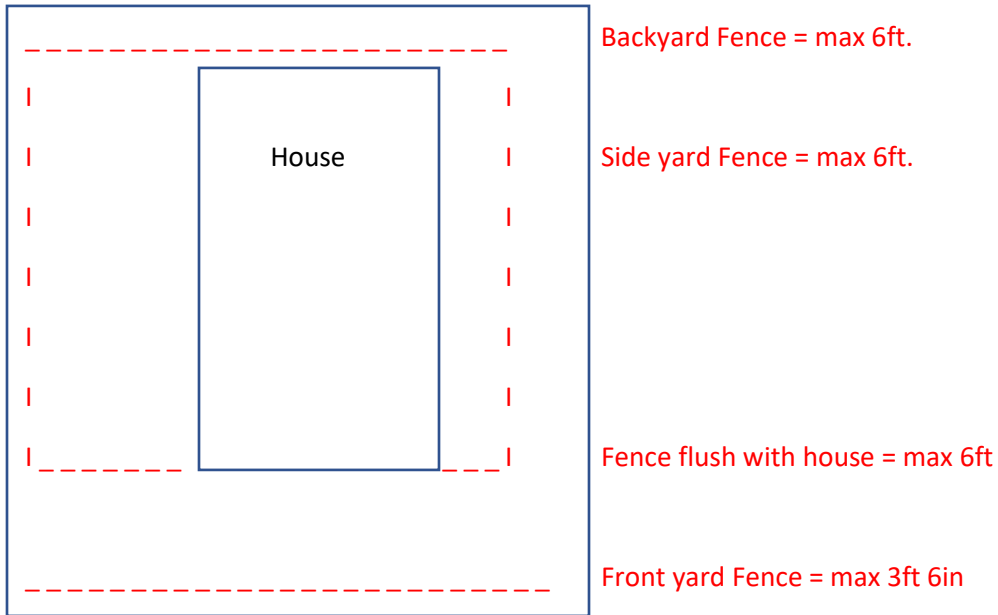 Backyard Fence = max 6ft.
House
Side yard Fence = max 6ft.
Fence flush with house = max 6ft
Front yard Fence = max 3ft 6in